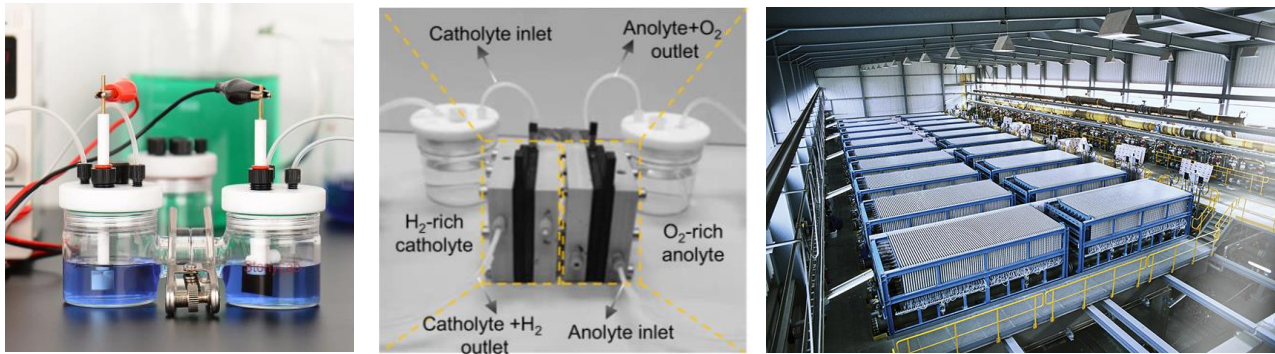 Catholyte inlet
Anolyte+O₂
outlet
H₂-rich
catholyte
O₂-rich
anolyte
Catholyte +H₂
outlet
Anolyte inlet